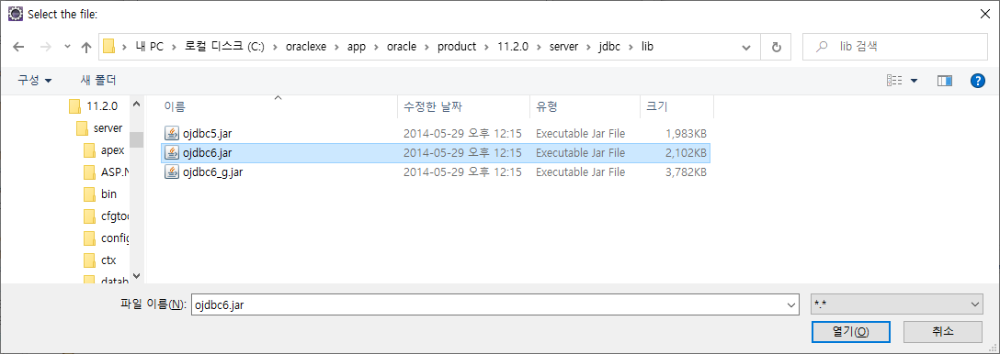 Select the file:
내 PC > 로컬 디스크 (C:) > oraclexe > app > oracle > product > 11.2.0 > server > jdbc > lib
lib 검색
구성 새 폴더
이름 수정한 날짜 유형 크기
11.2.0
server
apex
ASP.N
bin
cfgtoo
config
ctx
datab
ojdbc5.jar 2014-05-29 오후 12:15 Executable Jar File 1,983KB
ojdbc6.jar 2014-05-29 오후 12:15 Executable Jar File 2,102KB
ojdbc6_g.jar 2014-05-29 오후 12:15 Executable Jar File 3,782KB
파일 이름(N): ojdbc6.jar
*.*
열기(O) 취소